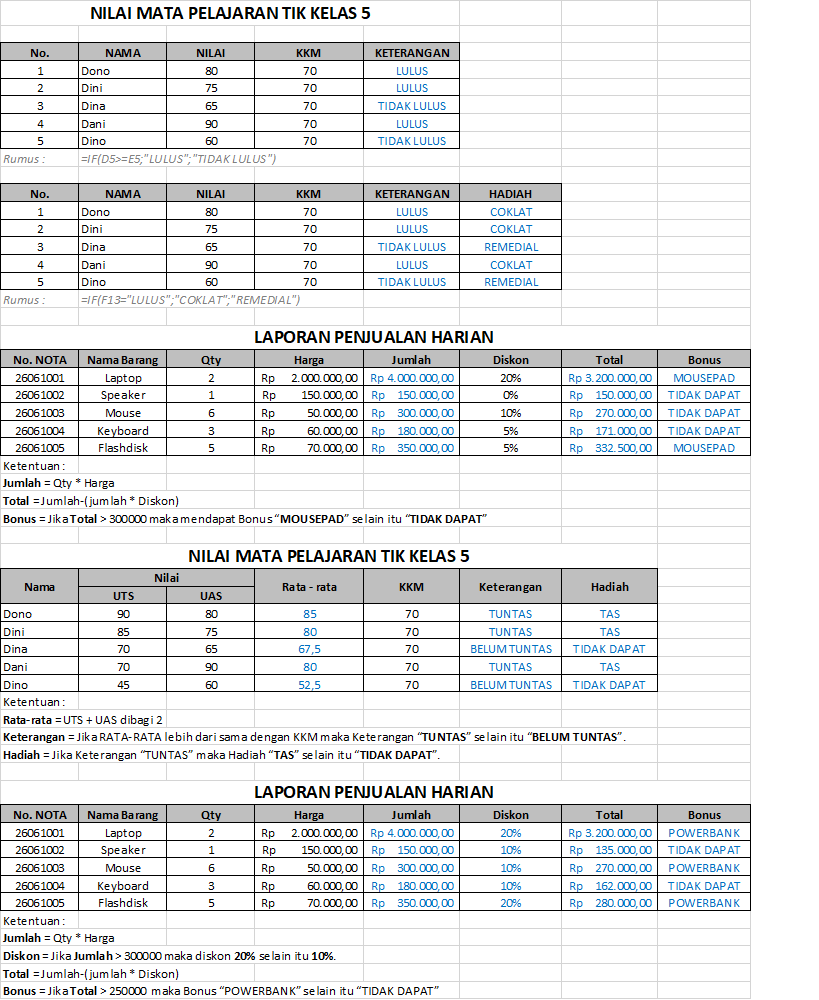 NILAI MATA PELAJARAN TIK KELAS 5
No. NAMA NILAI KKM KETERANGAN
1 Dono 80 70 LULUS
2 Dini 75 70 LULUS
3 Dina 65 70 TIDAK LULUS
4 Dani 90 70 LULUS
5 Dino 60 70 TIDAK LULUS
Rumus : =IF(D5>=E5;"LULUS";"TIDAK LULUS")
No. NAMA NILAI KKM KETERANGAN HADIAH
1 Dono 80 70 LULUS COKLAT
2 Dini 75 70 LULUS COKLAT
3 Dina 65 70 TIDAK LULUS REMEDIAL
4 Dani 90 70 LULUS COKLAT
5 Dino 60 70 TIDAK LULUS REMEDIAL
Rumus : =IF(F13="LULUS";"COKLAT";"REMEDIAL")
LAPORAN PENJUALAN HARIAN
No. NOTA Nama Barang Qty Harga Jumlah Diskon Total Bonus
26061001 Laptop 2 Rp 2.000.000,00 Rp 4.000.000,00 20% Rp 3.200.000,00 MOUSEPAD
26061002 Speaker 1 Rp 150.000,00 Rp 150.000,00 0% Rp 150.000,00 TIDAK DAPAT
26061003 Mouse 6 Rp 50.000,00 Rp 300.000,00 10% Rp 270.000,00 TIDAK DAPAT
26061004 Keyboard 3 Rp 60.000,00 Rp 180.000,00 5% Rp 171.000,00 TIDAK DAPAT
26061005 Flashdisk 5 Rp 70.000,00 Rp 350.000,00 5% Rp 332.500,00 MOUSEPAD
Ketentuan :
Jumlah = Qty * Harga
Total = Jumlah-(jumlah * Diskon)
Bonus = Jika Total > 300000 maka mendapat Bonus “MOUSEPAD” selain itu “TIDAK DAPAT”
NILAI MATA PELAJARAN TIK KELAS 5
Nama Nilai Rata - rata KKM Keterangan Hadiah
UTS UAS
Dono 90 80 85 70 TUNTAS TAS
Dini 85 75 80 70 TUNTAS TAS
Dina 70 65 67,5 70 BELUM TUNTAS TIDAK DAPAT
Dani 70 90 80 70 TUNTAS TAS
Dino 45 60 52,5 70 BELUM TUNTAS TIDAK DAPAT
Ketentuan :
Rata-rata = UTS + UAS dibagi 2
Keterangan = Jika RATA-RATA lebih dari sama dengan KKM maka Keterangan “TUNTAS” selain itu “BELUM TUNTAS”.
Hadiah = Jika Keterangan “TUNTAS” maka Hadiah “TAS” selain itu “TIDAK DAPAT”.
LAPORAN PENJUALAN HARIAN
No. NOTA Nama Barang Qty Harga Jumlah Diskon Total Bonus
26061001 Laptop 2 Rp 2.000.000,00 Rp 4.000.000,00 20% Rp 3.200.000,00 POWERBANK
26061002 Speaker 1 Rp 150.000,00 Rp 150.000,00 10% Rp 135.000,00 TIDAK DAPAT
26061003 Mouse 6 Rp 50.000,00 Rp 300.000,00 10% Rp 270.000,00 POWERBANK
26061004 Keyboard 3 Rp 60.000,00 Rp 180.000,00 10% Rp 162.000,00 TIDAK DAPAT
26061005 Flashdisk 5 Rp 70.000,00 Rp 350.000,00 20% Rp 280.000,00 POWERBANK
Ketentuan :
Jumlah = Qty * Harga
Diskon = Jika Jumlah > 300000 maka diskon 20% selain itu 10%.
Total = Jumlah-(jumlah * Diskon)
Bonus = Jika Total > 250000 maka Bonus “POWERBANK” selain itu “TIDAK DAPAT”